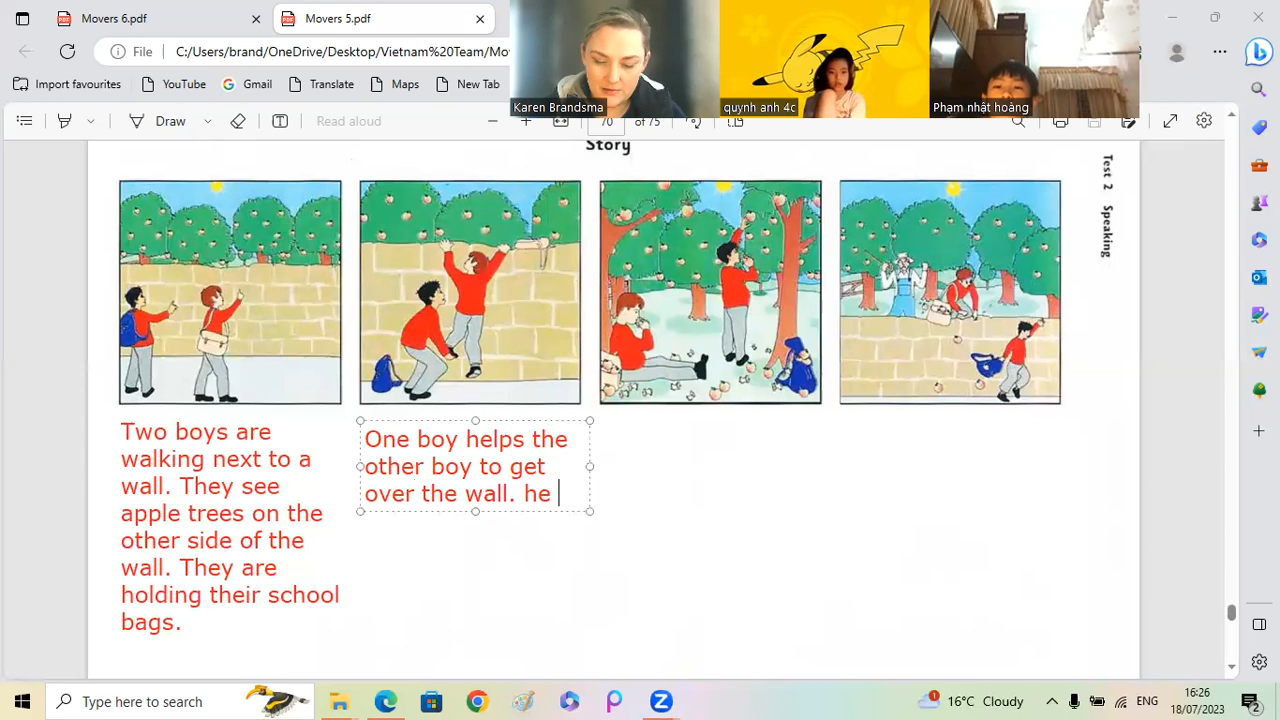 Movers 6.pdf
Movers 5.pdf
File
C:/Users/brand/OneDrive/Desktop/Vietnam%20Team/Mo
Import favourites
YouTube
Gmail
Translate
Maps
New Tab
Karen Brandsma
quynh anh 4c
Phạm nhật hoàng
Draw
Read aloud
70
of 75
Story
Test 2 Speaking
Two boys are
walking next to a
wall. They see
apple trees on the
other side of the
wall. They are
holding their school
bags.
One boy helps the
other boy to get
over the wall. he
Type here to search
1
16°C Cloudy
ENG
16:26
18/07/2023
2